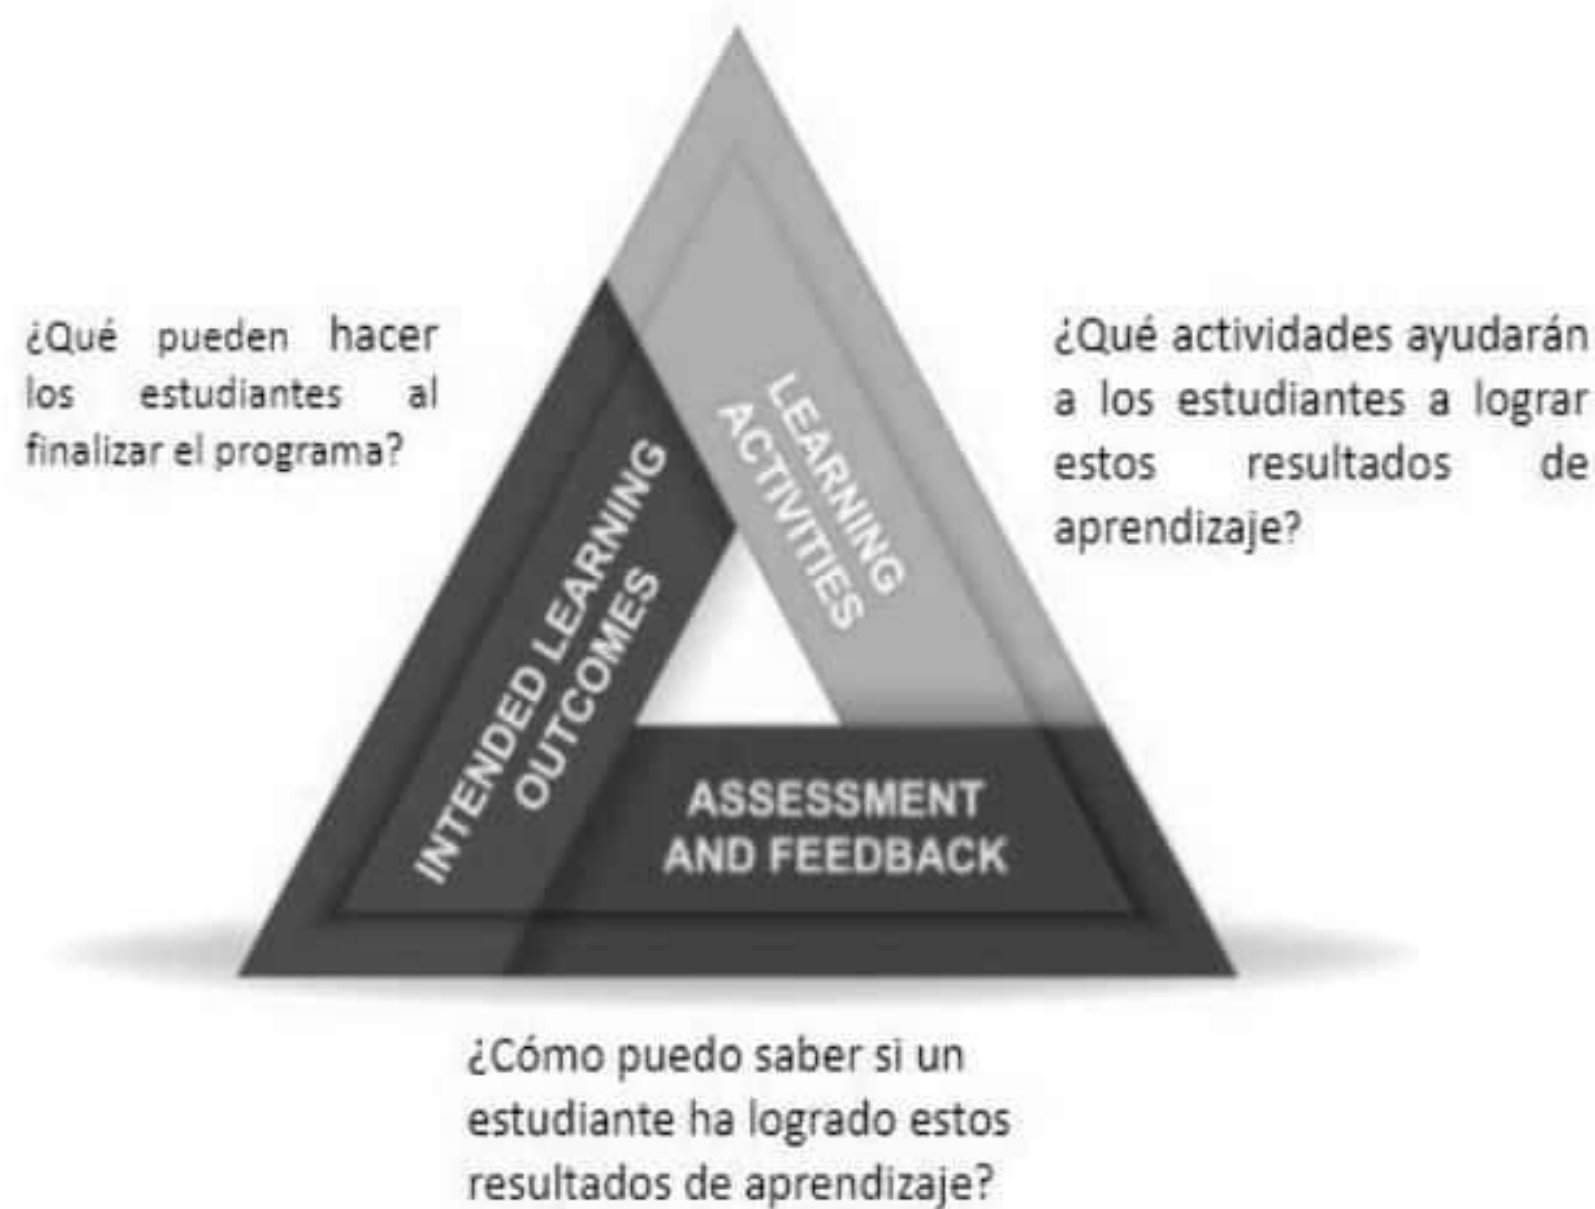 ¿Qué pueden hacer
los estudiantes al
finalizar el programa?
INTENDED LEARNING
OUTCOMES
LEARNING
ACTIVITIES
¿Qué actividades ayudarán
a los estudiantes a lograr
estos resultados de
aprendizaje?
ASSESSMENT
AND FEEDBACK
¿Cómo puedo saber si un
estudiante ha logrado estos
resultados de aprendizaje?